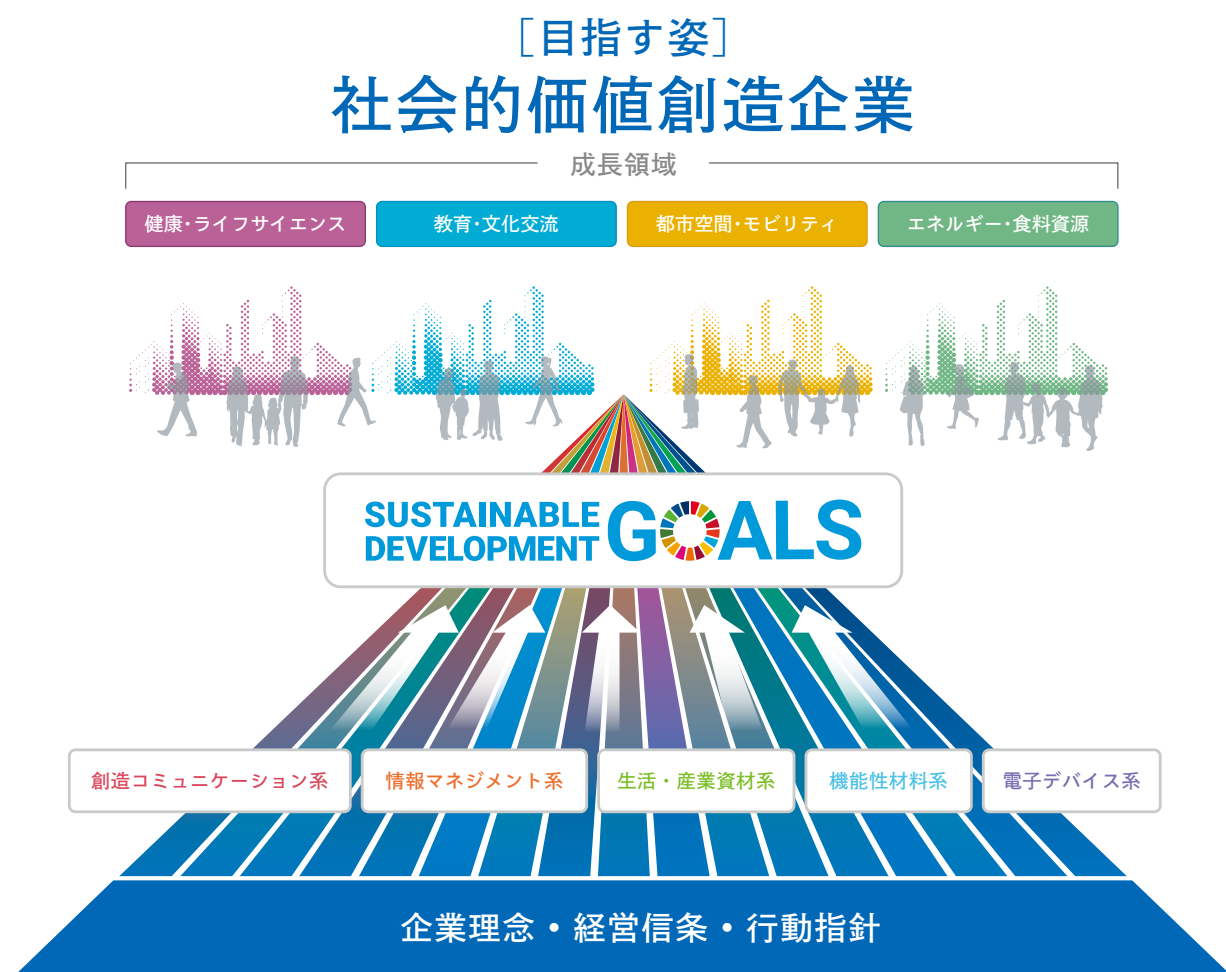 ［目指す姿］
社会的価値創造企業
成長領域
健康・ライフサイエンス
教育・文化交流
都市空間・モビリティ
エネルギー・食料資源
SUSTAINABLE
DEVELOPMENT
GOALS
創造コミュニケーション系
情報マネジメント系
生活・産業資材系
機能性材料系
電子デバイス系
企業理念・経営信条・行動指針